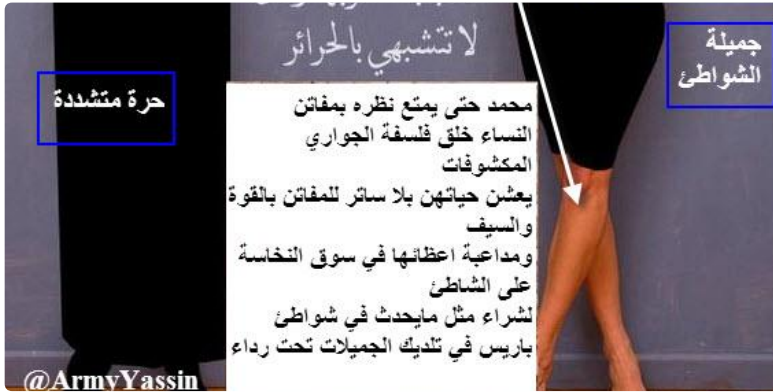 لا تتشبهي بالحرائر
جميلة
الشواطئ
حرة متشددة
محمد حتى يمتع نظره بمفاتن
النساء خلق فلسفة الجواري
المكشوفات
يعشن حياتهن بلا ساتر للمفاتن بالقوة
والسيف
ومداعبة اعظائها في سوق النخاسة
على الشاطئ
لشراء مثل مايحدث في شواطئ
باريس في تلديك الجميلات تحت رداء
@ArmyYassin